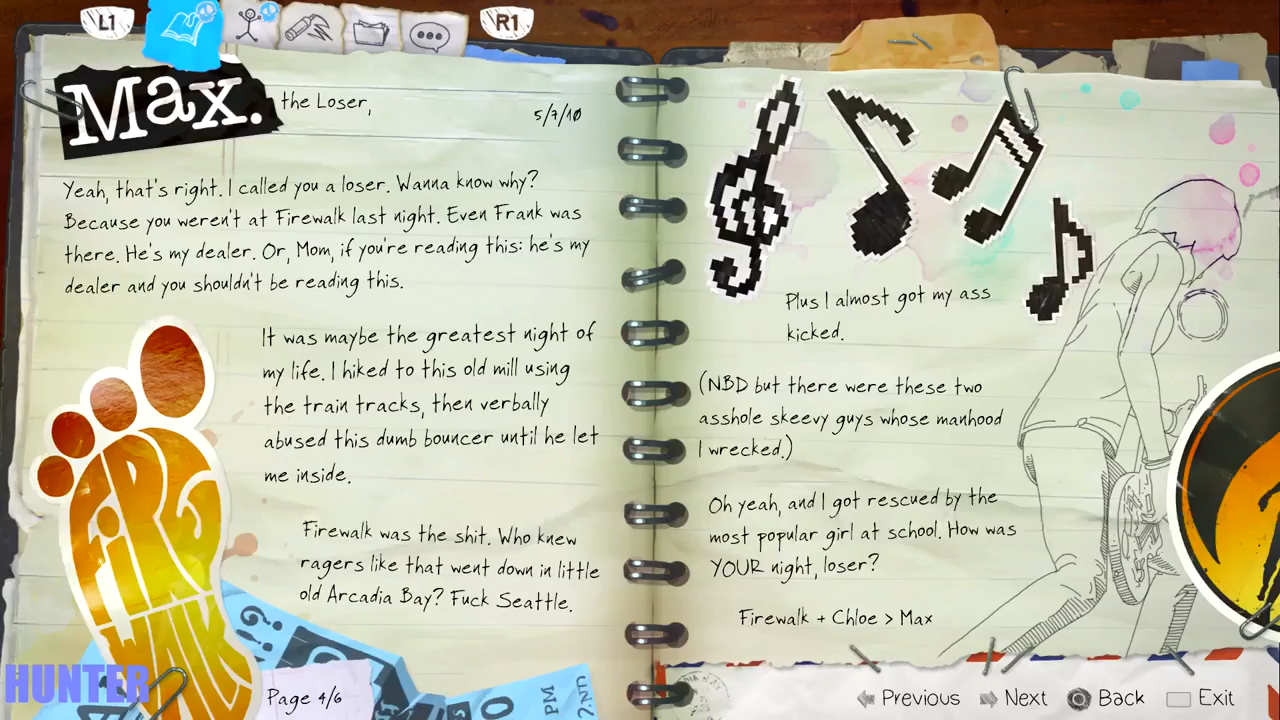 L1
R1
Max.
the Loser,
5/7/10
Yeah, that's right. I called you a loser. Wanna know why?
Because you weren't at Firewalk last night. Even Frank was
there. He's my dealer. Or, Mom, if you're reading this: he's my
dealer and you shouldn't be reading this.
It was maybe the greatest night of
my life. I hiked to this old mill using
the train tracks, then verbally
abused this dumb bouncer until he let
me inside.
Firewalk was the shit. Who knew
ragers like that went down in little
old Arcadia Bay? Fuck Seattle.
FIRE
WALK
HUNTER
Page 4/6
PM
Plus I almost got my ass
kicked.
(NBD but there were these two
asshole skeevy guys whose manhood
I wrecked.)
Oh yeah, and I got rescued by the
most popular girl at school. How was
YOUR night, loser?
Firewalk + Chloe > Max
Previous
Next
Back
Exit